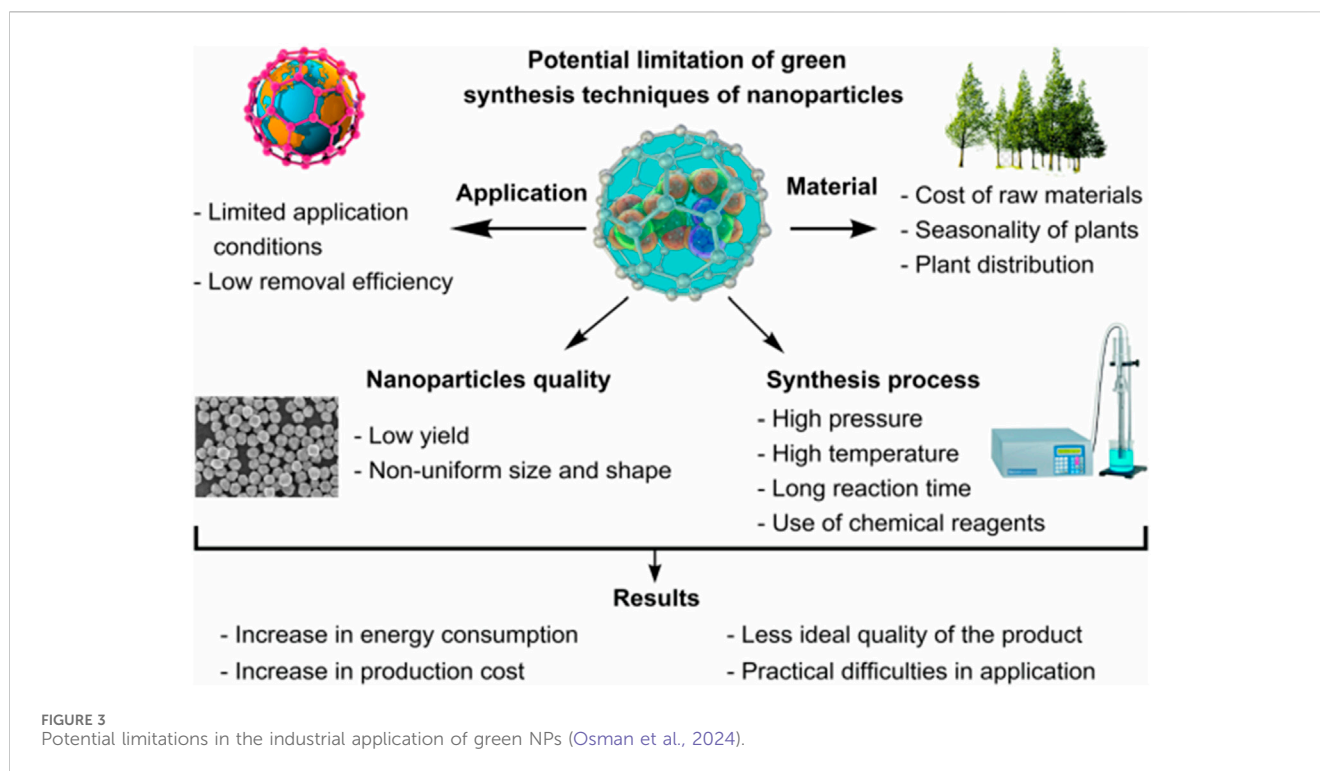 Potential limitation of green
synthesis techniques of nanoparticles
Application
- Limited application
conditions
- Low removal efficiency
Material
- Cost of raw materials
- Seasonality of plants
- Plant distribution
Nanoparticles quality
- Low yield
- Non-uniform size and shape
Synthesis process
- High pressure
- High temperature
- Long reaction time
- Use of chemical reagents
Results
- Increase in energy consumption
- Increase in production cost
- Less ideal quality of the product
- Practical difficulties in application
FIGURE 3
Potential limitations in the industrial application of green NPs (Osman et al., 2024).